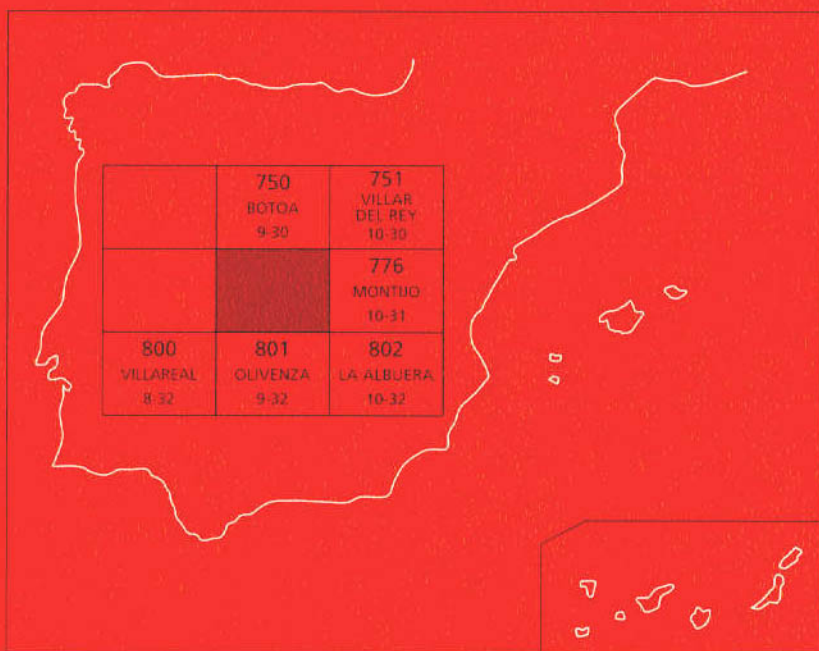 750
BOTOA
9-30
751
VILLAR
DEL REY
10-30
776
MONTIJO
10-31
800
VILLAREAL
8-32
801
OLIVENZA
9-32
802
LA ALBUERA
10-32